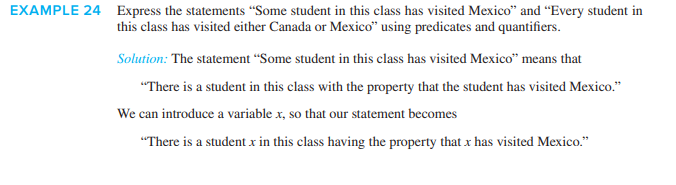 EXAMPLE 24 Express the statements “Some student in this class has visited Mexico” and “Every student in
this class has visited either Canada or Mexico” using predicates and quantifiers.
Solution: The statement “Some student in this class has visited Mexico” means that
“There is a student in this class with the property that the student has visited Mexico.”
We can introduce a variable x, so that our statement becomes
“There is a student x in this class having the property that x has visited Mexico.”